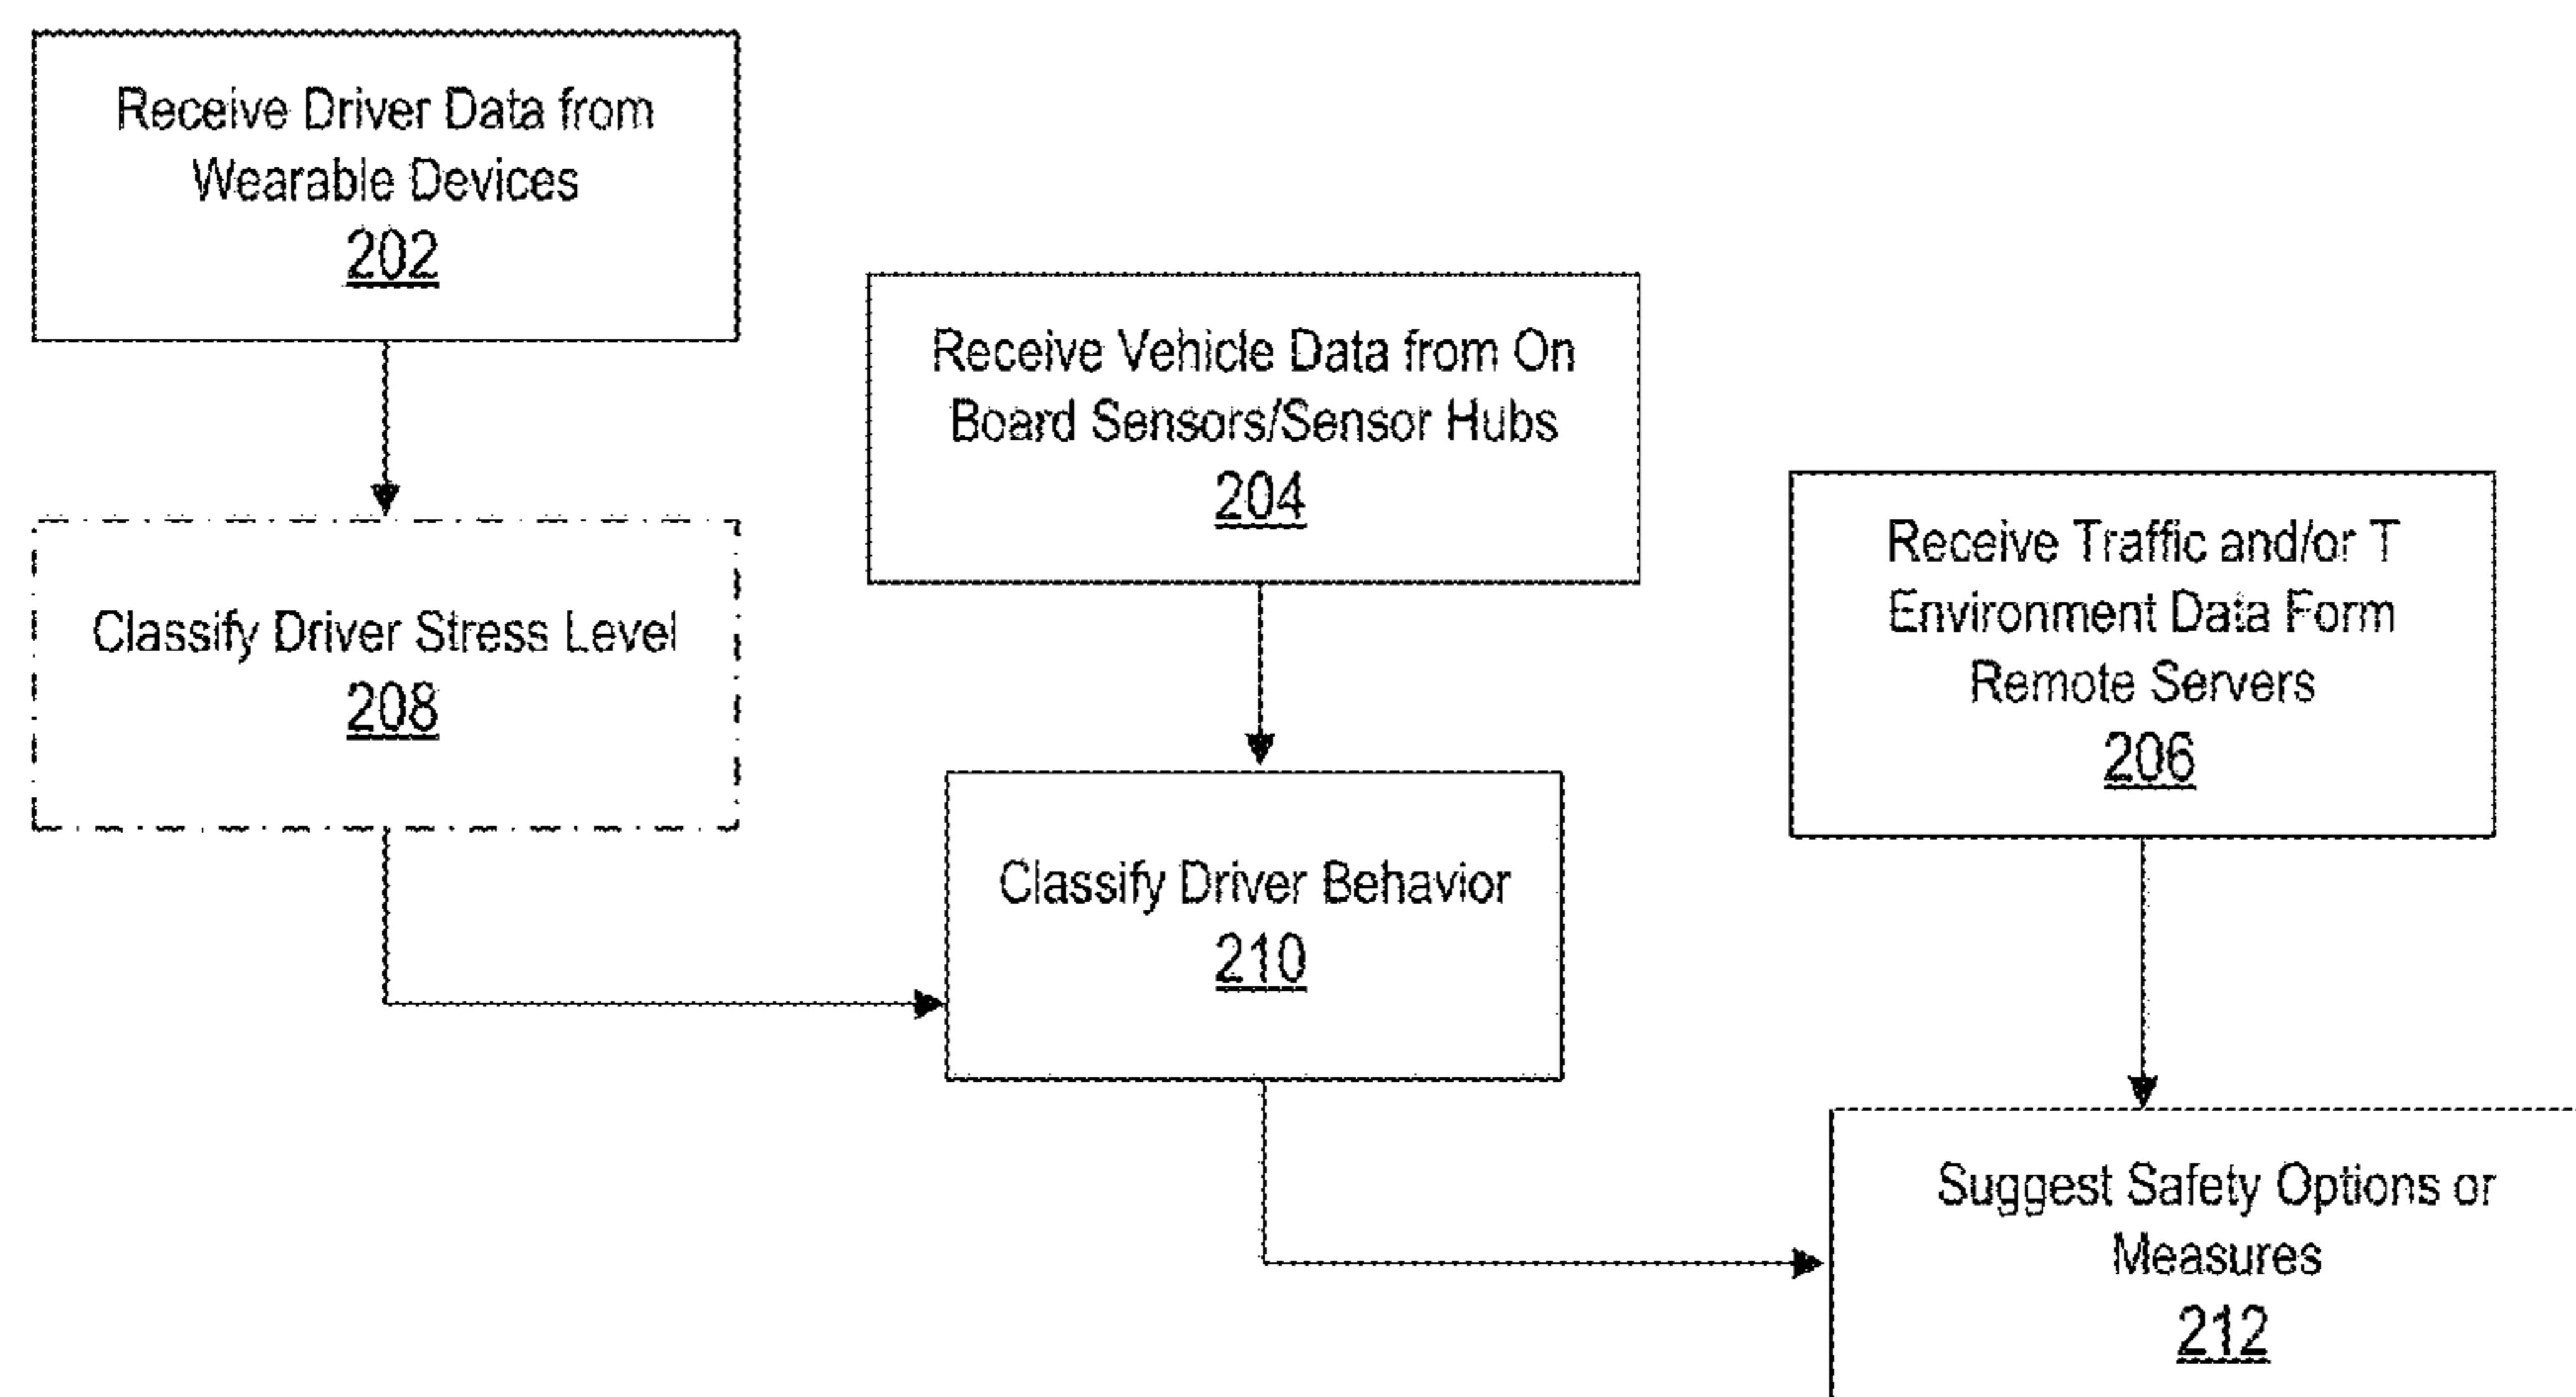 Receive Driver Data from
Wearable Devices
202
Receive Vehicle Data from On
Board Sensors/Sensor Hubs
204
Receive Traffic and/or T
Environment Data Form
Remote Servers
206
Classify Driver Stress Level
208
Classify Driver Behavior
210
Suggest Safety Options or
Measures
212